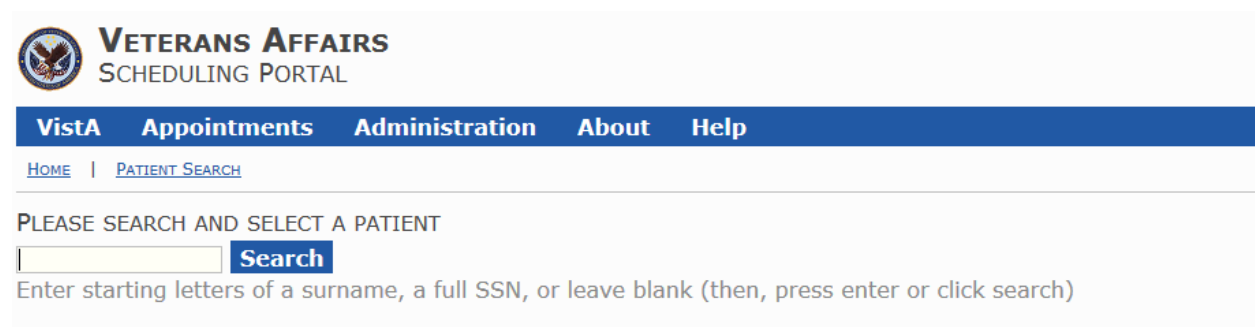 VETERANS AFFAIRS
SCHEDULING PORTAL
VistA Appointments Administration About Help
HOME | PATIENT SEARCH
PLEASE SEARCH AND SELECT A PATIENT
Search
Enter starting letters of a surname, a full SSN, or leave blank (then, press enter or click search)